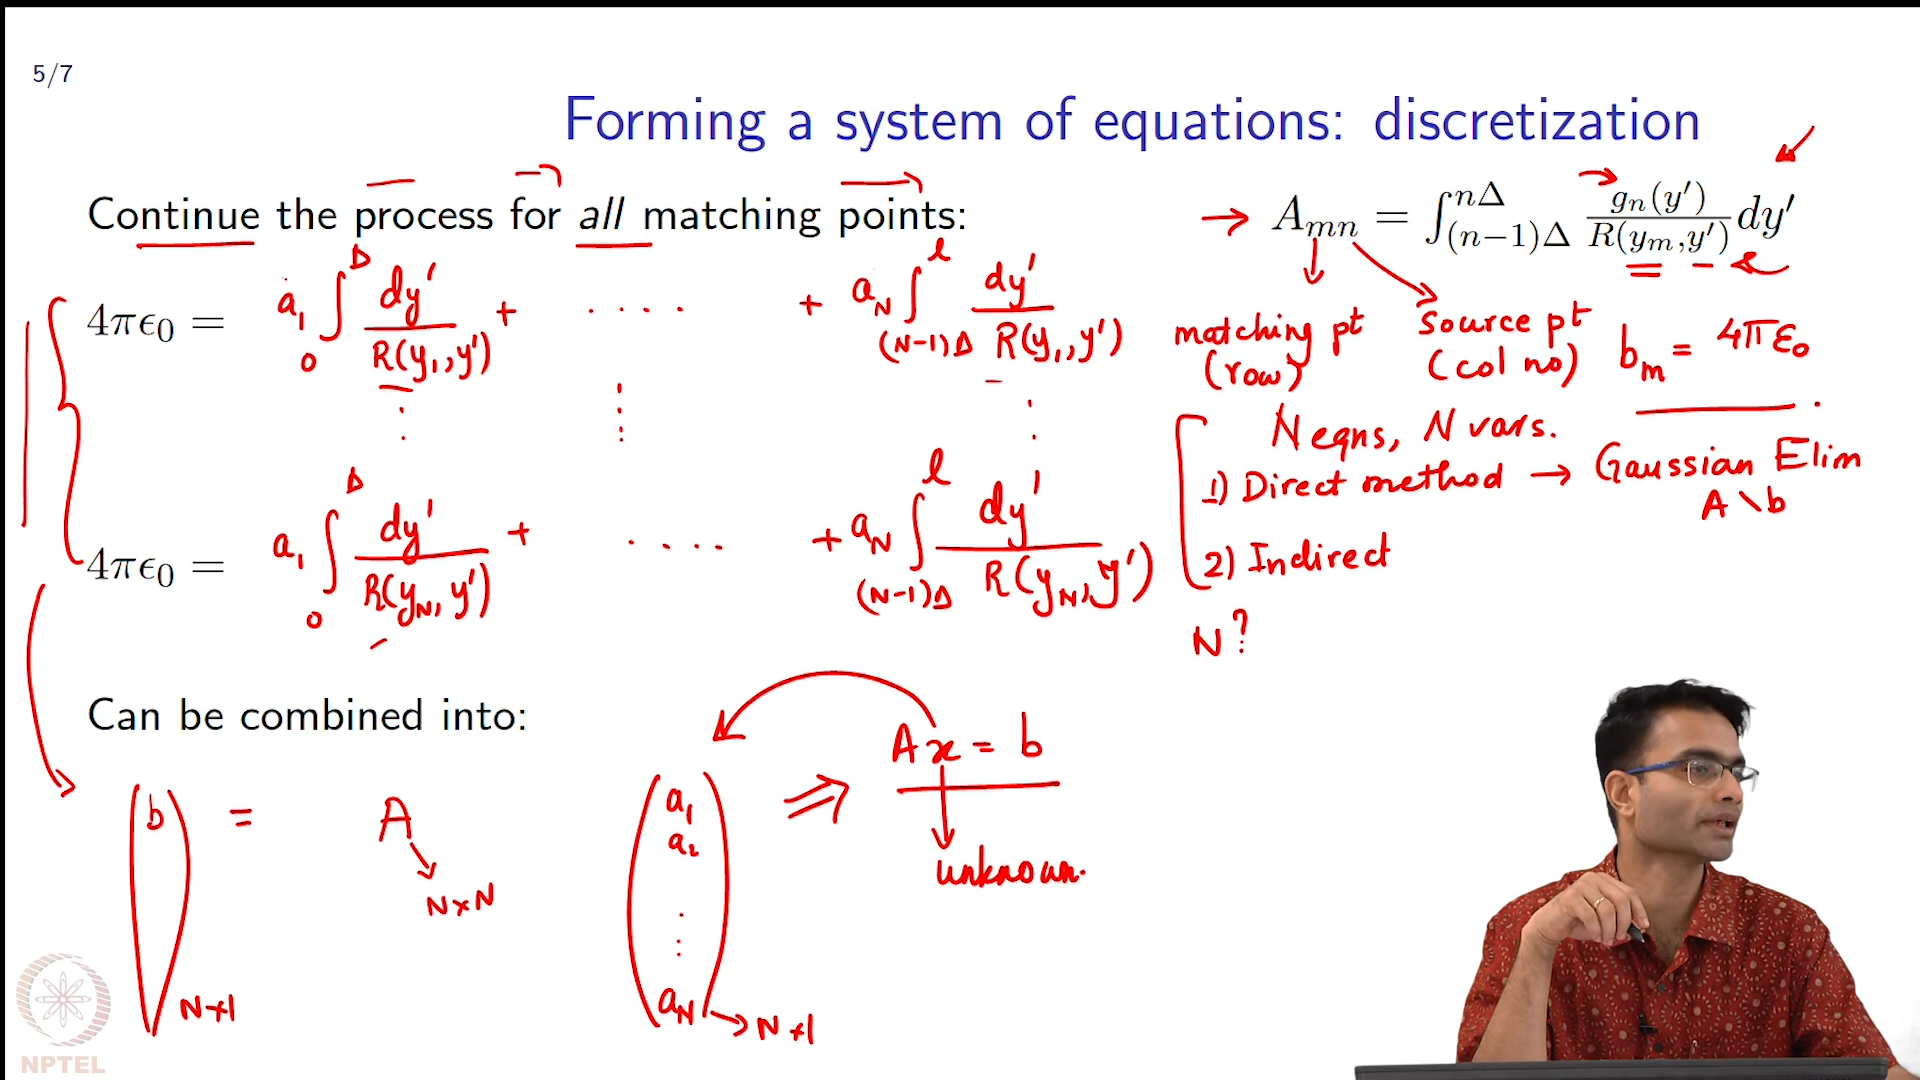 5/7
Forming a system of equations: discretization
Continue the process for all matching points:
4πϵ₀ = a₁ ∫₀^Δ dy′/R(y₁, y′) + .... + a_N ∫_(N-1)Δ^l dy′/R(y₁, y′)
4πϵ₀ = a₁ ∫₀^Δ dy′/R(y_N, y′) + .... + a_N ∫_(N-1)Δ^l dy′/R(y_N, y′)
A_mn = ∫_(n−1)Δ^nΔ g_n(y′)/R(y_m,y′) dy′
matching pt
(row)
source pt
(col no)
b_m = 4πε₀
N eqns, N vars.
1) Direct method → Gaussian Elim
A \ b
2) Indirect
N?
Can be combined into:
b = A
N×N
N×1
a₁
a₂
a_N
→ N×1
⇒ Ax = b
unknown.
NPTEL